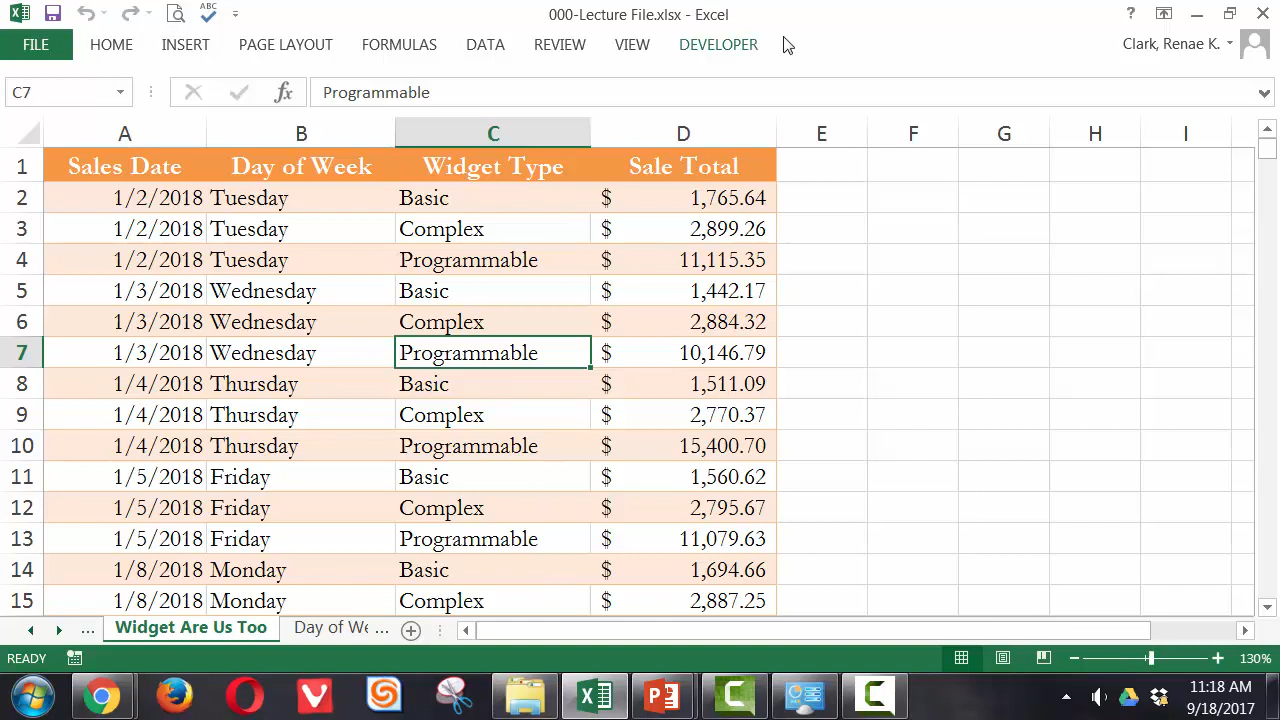 ABC
000-Lecture File.xlsx - Excel
?
FILE HOME INSERT PAGE LAYOUT FORMULAS DATA REVIEW VIEW DEVELOPER Clark, Renae K.
C7 fx Programmable
A B C D E F G H I
1 Sales Date Day of Week Widget Type Sale Total
2 1/2/2018 Tuesday Basic $ 1,765.64
3 1/2/2018 Tuesday Complex $ 2,899.26
4 1/2/2018 Tuesday Programmable $ 11,115.35
5 1/3/2018 Wednesday Basic $ 1,442.17
6 1/3/2018 Wednesday Complex $ 2,884.32
7 1/3/2018 Wednesday Programmable $ 10,146.79
8 1/4/2018 Thursday Basic $ 1,511.09
9 1/4/2018 Thursday Complex $ 2,770.37
10 1/4/2018 Thursday Programmable $ 15,400.70
11 1/5/2018 Friday Basic $ 1,560.62
12 1/5/2018 Friday Complex $ 2,795.67
13 1/5/2018 Friday Programmable $ 11,079.63
14 1/8/2018 Monday Basic $ 1,694.66
15 1/8/2018 Monday Complex $ 2,887.25
... Widget Are Us Too Day of We ...
READY 130%
11:18 AM
9/18/2017